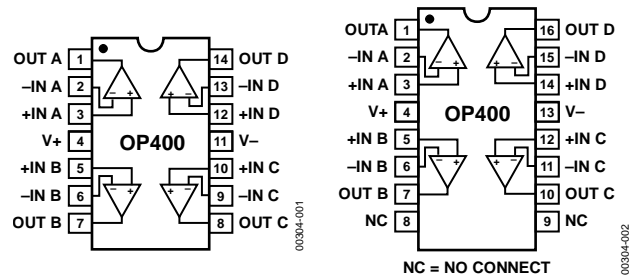 OUT A 1 14 OUT D
–IN A 2 – + + – 13 –IN D
+IN A 3 12 +IN D
V+ 4 OP400 11 V–
+IN B 5 10 +IN C
–IN B 6 – + + – 9 –IN C
OUT B 7 8 OUT C
00304-001
OUTA 1 16 OUT D
–IN A 2 – + + – 15 –IN D
+IN A 3 14 +IN D
V+ 4 OP400 13 V–
+IN B 5 12 +IN C
–IN B 6 – + + – 11 –IN C
OUT B 7 10 OUT C
NC 8 9 NC
NC = NO CONNECT
00304-002